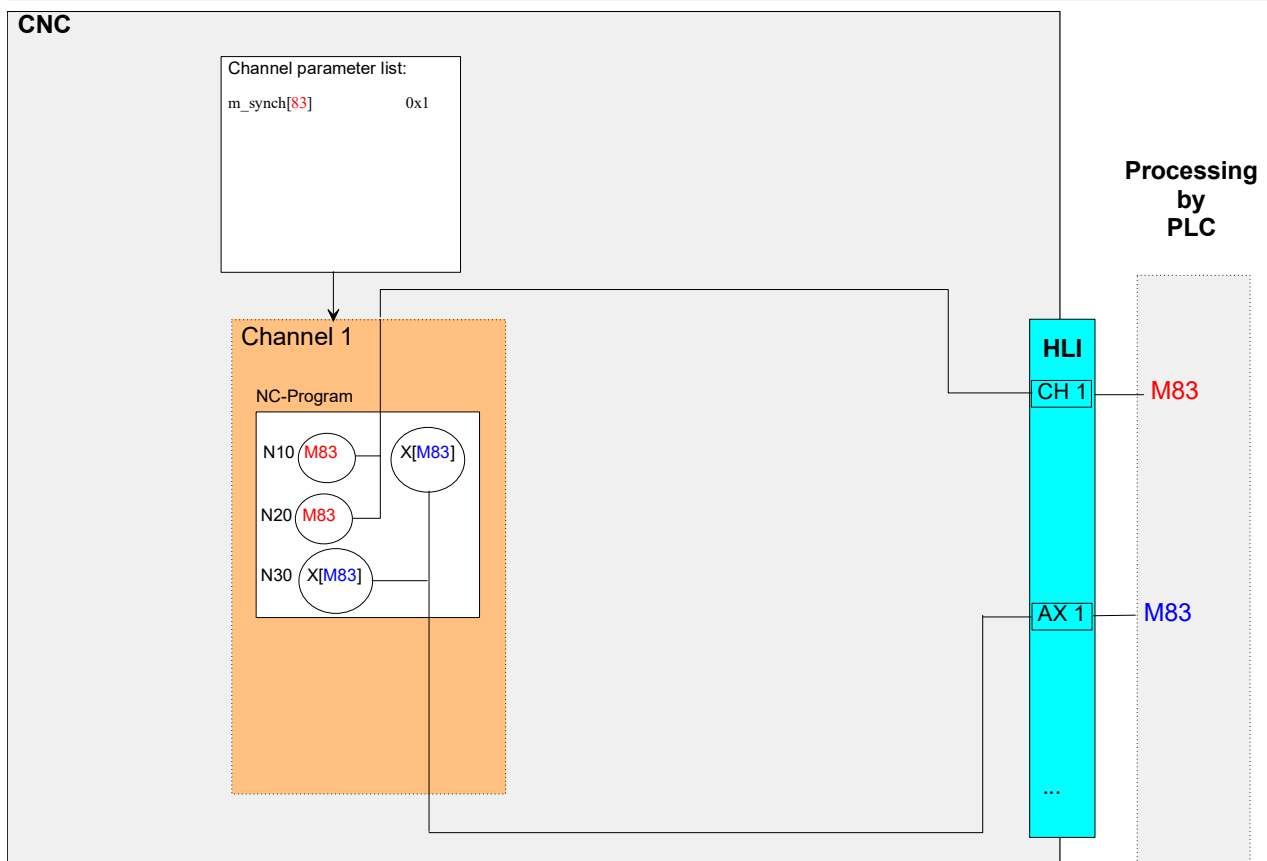 CNC
Channel parameter list:
m_synch[83] 0x1
Processing
by
PLC
Channel 1
HLI
CH 1 M83
NC-Program
N10 M83 X[M83]
N20 M83
N30 X[M83]
AX 1 M83
...